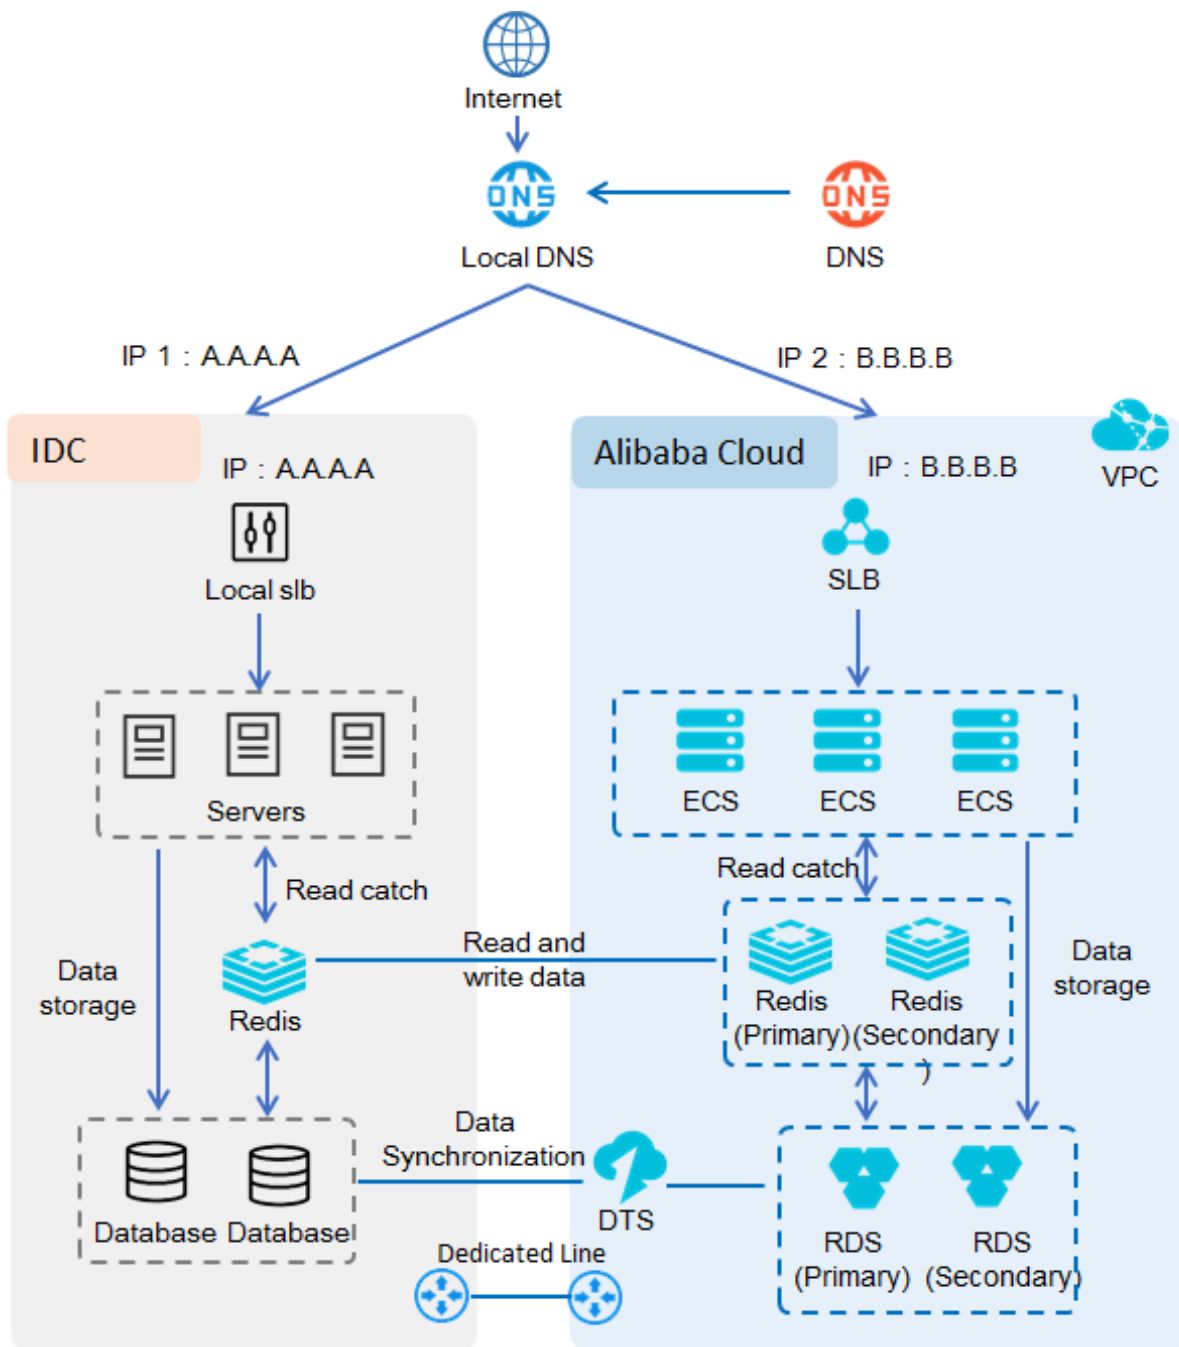 Internet
DNS
DNS
Local DNS
DNS
IP 1 : A.A.A.A
IP 2 : B.B.B.B
IDC
IP : A.A.A.A
Alibaba Cloud
IP : B.B.B.B
VPC
Local slb
SLB
Servers
ECS
ECS
ECS
Read catch
Read catch
Data
storage
Read and
write data
Data
storage
Redis
Redis
(Primary)
Redis
(Secondary
)
Data
Synchronization
DTS
Database
Database
Dedicated Line
RDS
(Primary)
RDS
(Secondary)